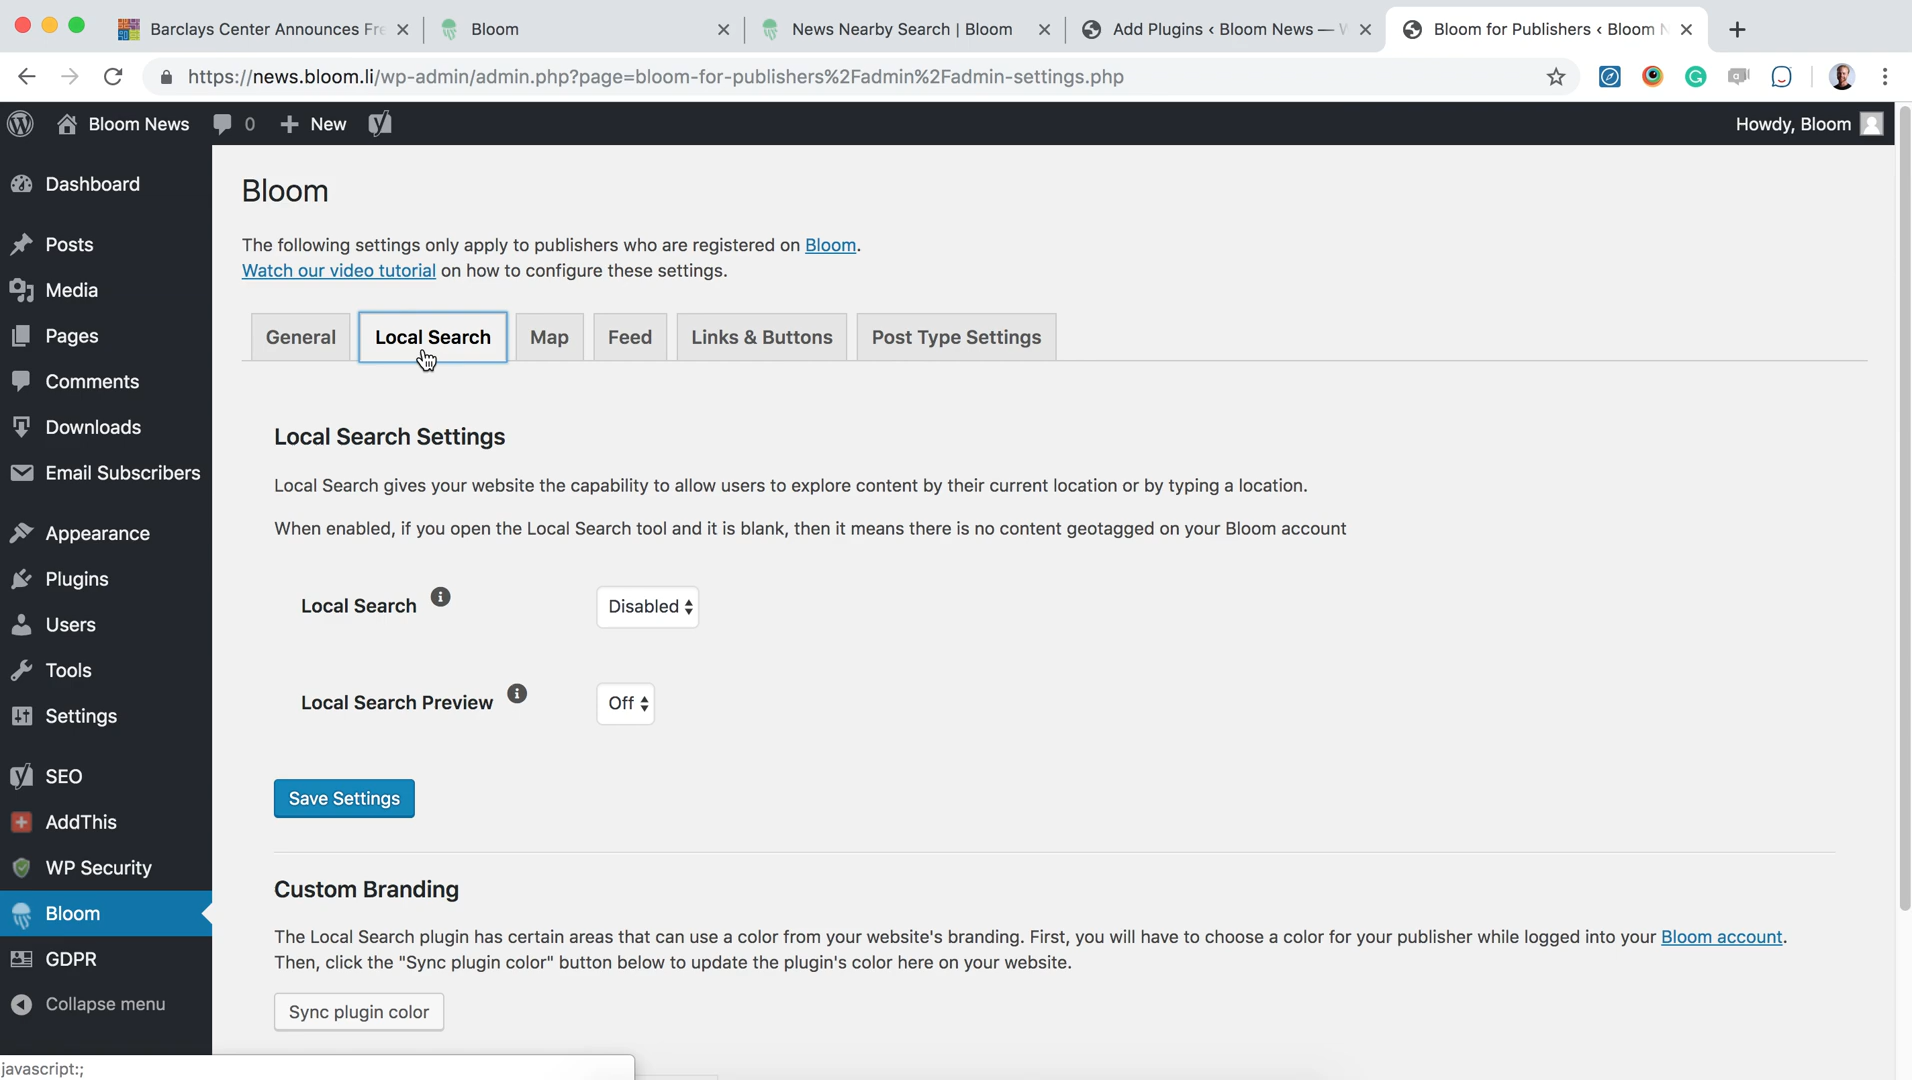 Barclays Center Announces Fre
Bloom
News Nearby Search | Bloom
Add Plugins ‹ Bloom News — W
Bloom for Publishers ‹ Bloom N
https://news.bloom.li/wp-admin/admin.php?page=bloom-for-publishers%2Fadmin%2Fadmin-settings.php
Bloom News
0
New
Howdy, Bloom
Dashboard
Posts
Media
Pages
Comments
Downloads
Email Subscribers
Appearance
Plugins
Users
Tools
Settings
SEO
AddThis
WP Security
Bloom
GDPR
Collapse menu
Bloom
The following settings only apply to publishers who are registered on Bloom.
Watch our video tutorial on how to configure these settings.
General
Local Search
Map
Feed
Links & Buttons
Post Type Settings
Local Search Settings
Local Search gives your website the capability to allow users to explore content by their current location or by typing a location.
When enabled, if you open the Local Search tool and it is blank, then it means there is no content geotagged on your Bloom account
Local Search
Disabled
Local Search Preview
Off
Save Settings
Custom Branding
The Local Search plugin has certain areas that can use a color from your website's branding. First, you will have to choose a color for your publisher while logged into your Bloom account.
Then, click the "Sync plugin color" button below to update the plugin's color here on your website.
Sync plugin color
javascript:;